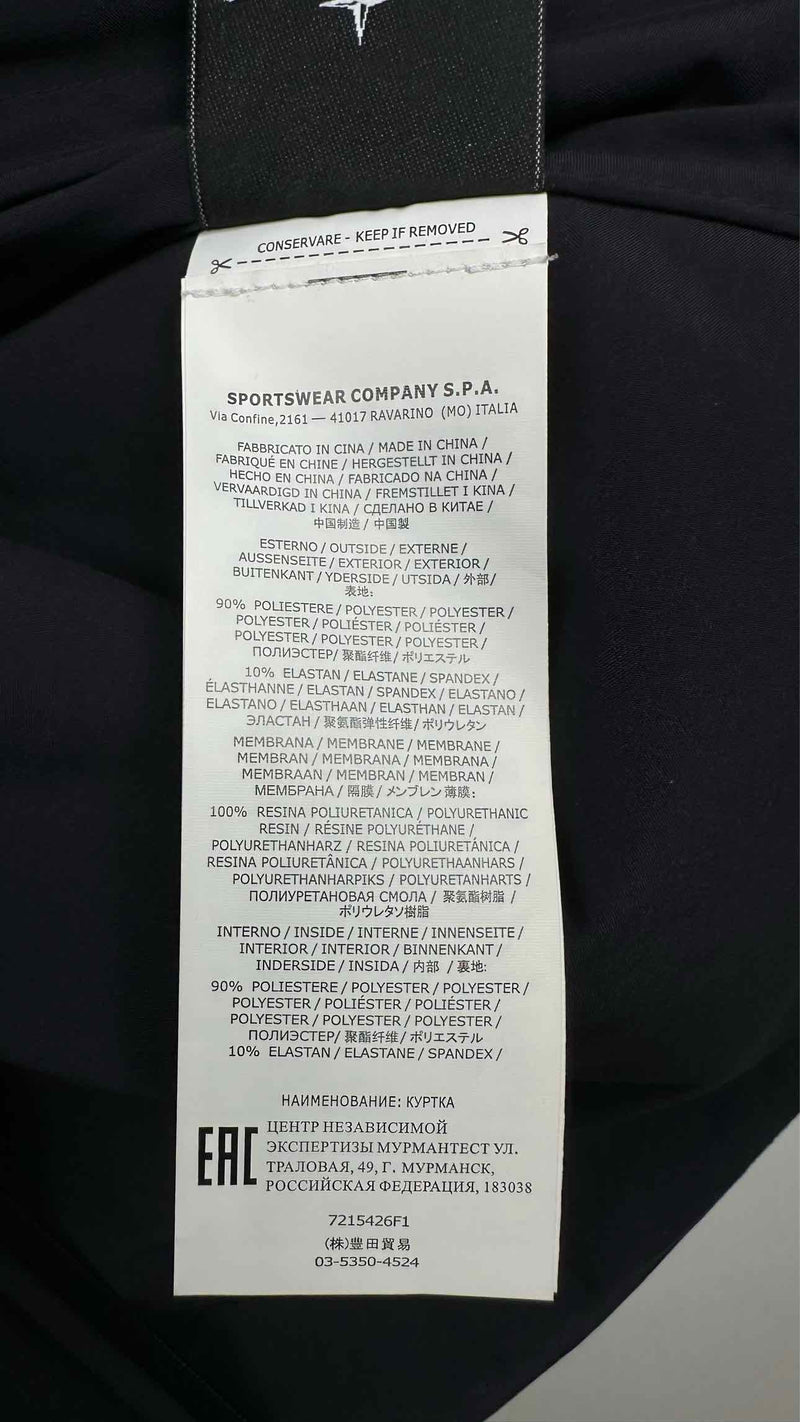 CONSERVARE - KEEP IF REMOVED
SPORTSWEAR COMPANY S.P.A.
Via Confine,2161 — 41017 RAVARINO (MO) ITALIA
FABBRICATO IN CINA / MADE IN CHINA /
FABRIQUÉ EN CHINE / HERGESTELLT IN CHINA /
HECHO EN CHINA / FABRICADO NA CHINA /
VERVAARDIGD IN CHINA / FREMSTILLET I KINA /
TILLVERKAD I KINA / СДЕЛАНО В КИТАЕ /
中国制造 / 中国製
ESTERNO / OUTSIDE / EXTERNE /
AUSSENSEITE / EXTERIOR / EXTERIOR /
BUITENKANT / YDERSIDE / UTSIDA / 外部/
表地:
90% POLIESTERE / POLYESTER / POLYESTER /
POLYESTER / POLIÉSTER / POLIÉSTER /
POLYESTER / POLYESTER / POLYESTER /
ПОЛИЭСТЕР/ 聚酯纤维/ ポリエステル
10% ELASTAN / ELASTANE / SPANDEX /
ÉLASTHANNE / ELASTAN / SPANDEX / ELASTANO /
ELASTANO / ELASTHAAN / ELASTHAN / ELASTAN /
ЭЛАСТАН / 聚氨酯弹性纤维/ ポリウレタン
MEMBRANA / MEMBRANE / MEMBRANE /
MEMBRAN / MEMBRANA / MEMBRANA /
MEMBRAAN / MEMBRAN / MEMBRAN /
МЕМБРАНА / 隔膜 / メンブレン薄膜:
100% RESINA POLIURETANICA / POLYURETHANIC
RESIN / RÉSINE POLYURÉTHANE /
POLYURETHANHARZ / RESINA POLIURETÁNICA /
RESINA POLIURETÂNICA / POLYURETHAANHARS /
POLYURETHANHARPIKS / POLYURETANHARTS /
ПОЛИУРЕТАНОВАЯ СМОЛА / 聚氨酯树脂 /
ポリウレタソ樹脂
INTERNO / INSIDE / INTERNE / INNENSEITE /
INTERIOR / INTERIOR / BINNENKANT /
INDERSIDE / INSIDA / 内部 / 裏地:
90% POLIESTERE / POLYESTER / POLYESTER /
POLYESTER / POLIÉSTER / POLIÉSTER /
POLYESTER / POLYESTER / POLYESTER /
ПОЛИЭСТЕР/ 聚酯纤维/ ポリエステル
10% ELASTAN / ELASTANE / SPANDEX /
НАИМЕНОВАНИЕ: КУРТКА
EAC
ЦЕНТР НЕЗАВИСИМОЙ
ЭКСПЕРТИЗЫ МУРМАНТЕСТ УЛ.
ТРАЛОВАЯ, 49, Г. МУРМАНСК,
РОССИЙСКАЯ ФЕДЕРАЦИЯ, 183038
7215426F1
(株)豊田貿易
03-5350-4524